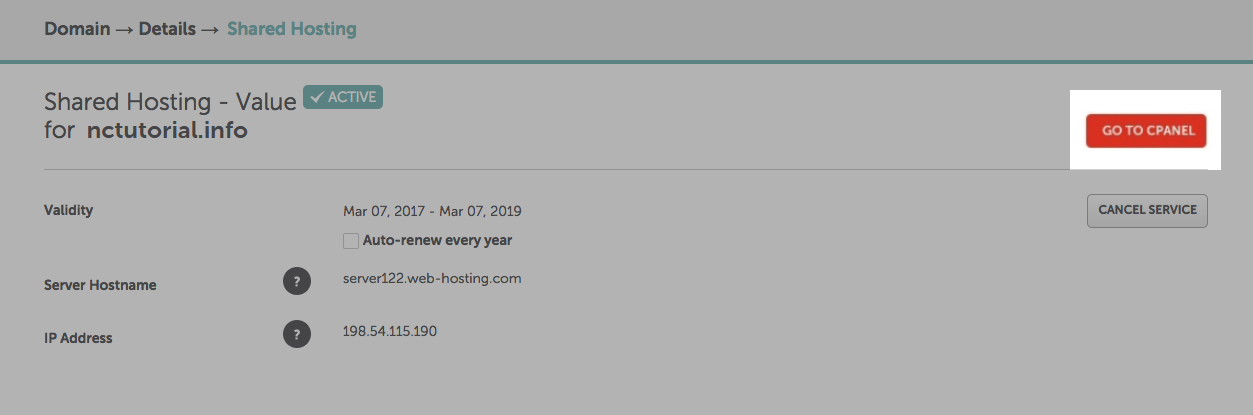 Domain → Details → Shared Hosting
Shared Hosting - Value ✓ ACTIVE
for nctutorial.info
GO TO CPANEL
Validity
Mar 07, 2017 - Mar 07, 2019
CANCEL SERVICE
Auto-renew every year
Server Hostname ? server122.web-hosting.com
IP Address ? 198.54.115.190